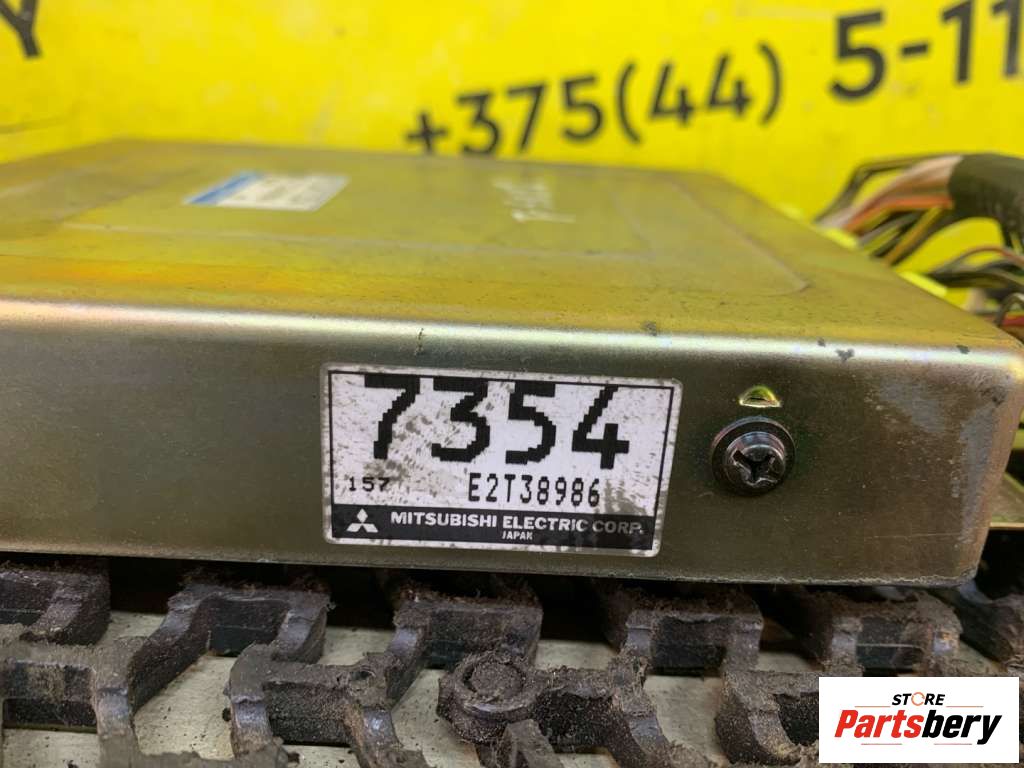 Y
+375(44) 5-11
7354
157 E2T38986
MITSUBISHI ELECTRIC CORP.
JAPAN
STORE
Partsbery